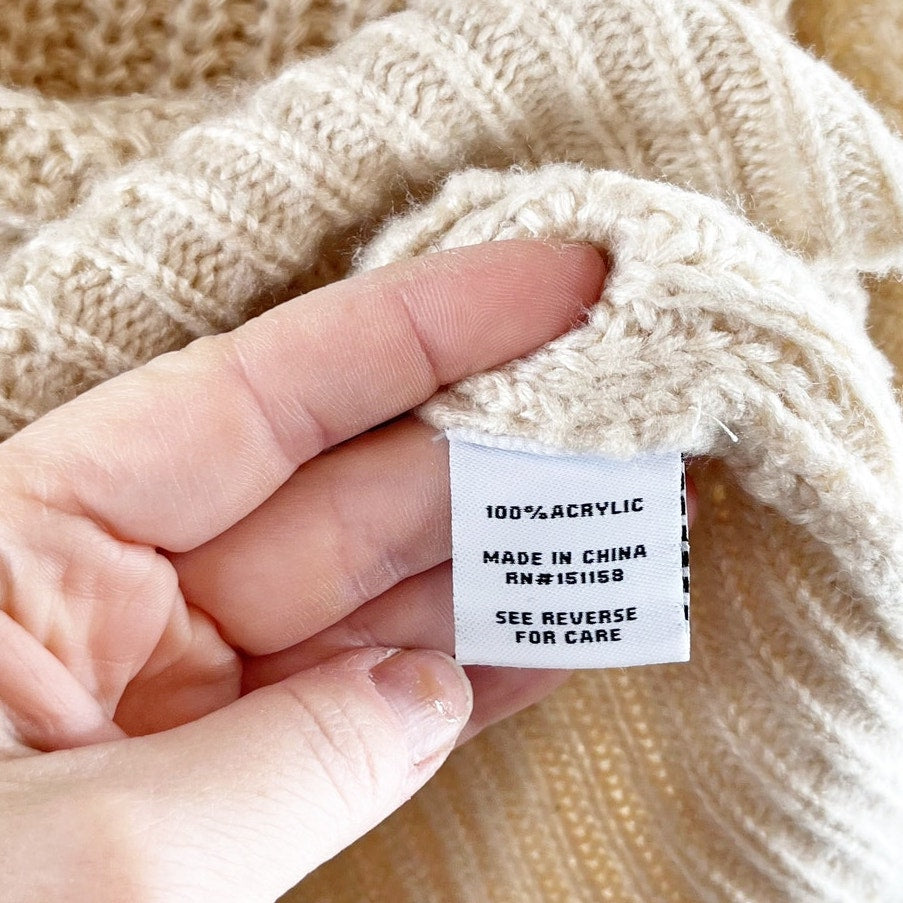 100% ACRYLIC
MADE IN CHINA
RN#151158
SEE REVERSE
FOR CARE